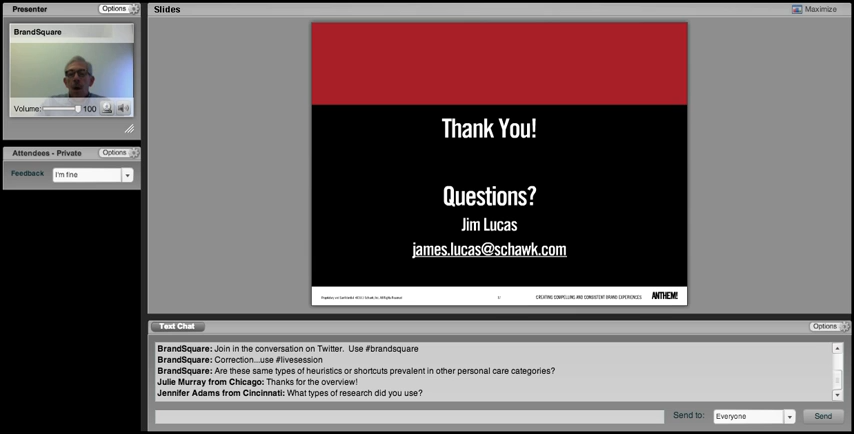 Presenter
Options
BrandSquare
Volume: 100
Attendees - Private
Options
Feedback
I'm fine
Slides
Maximize
Thank You!
Questions?
Jim Lucas
james.lucas@schawk.com
CREATING COMPELLING AND CONSISTENT BRAND EXPERIENCES
ANTHEM!
Text Chat
Options
BrandSquare: Join in the conversation on Twitter. Use #brandsquare
BrandSquare: Correction...use #livesession
BrandSquare: Are these same types of heuristics or shortcuts prevalent in other personal care categories?
Julie Murray from Chicago: Thanks for the overview!
Jennifer Adams from Cincinnati: What types of research did you use?
Send to: Everyone
Send